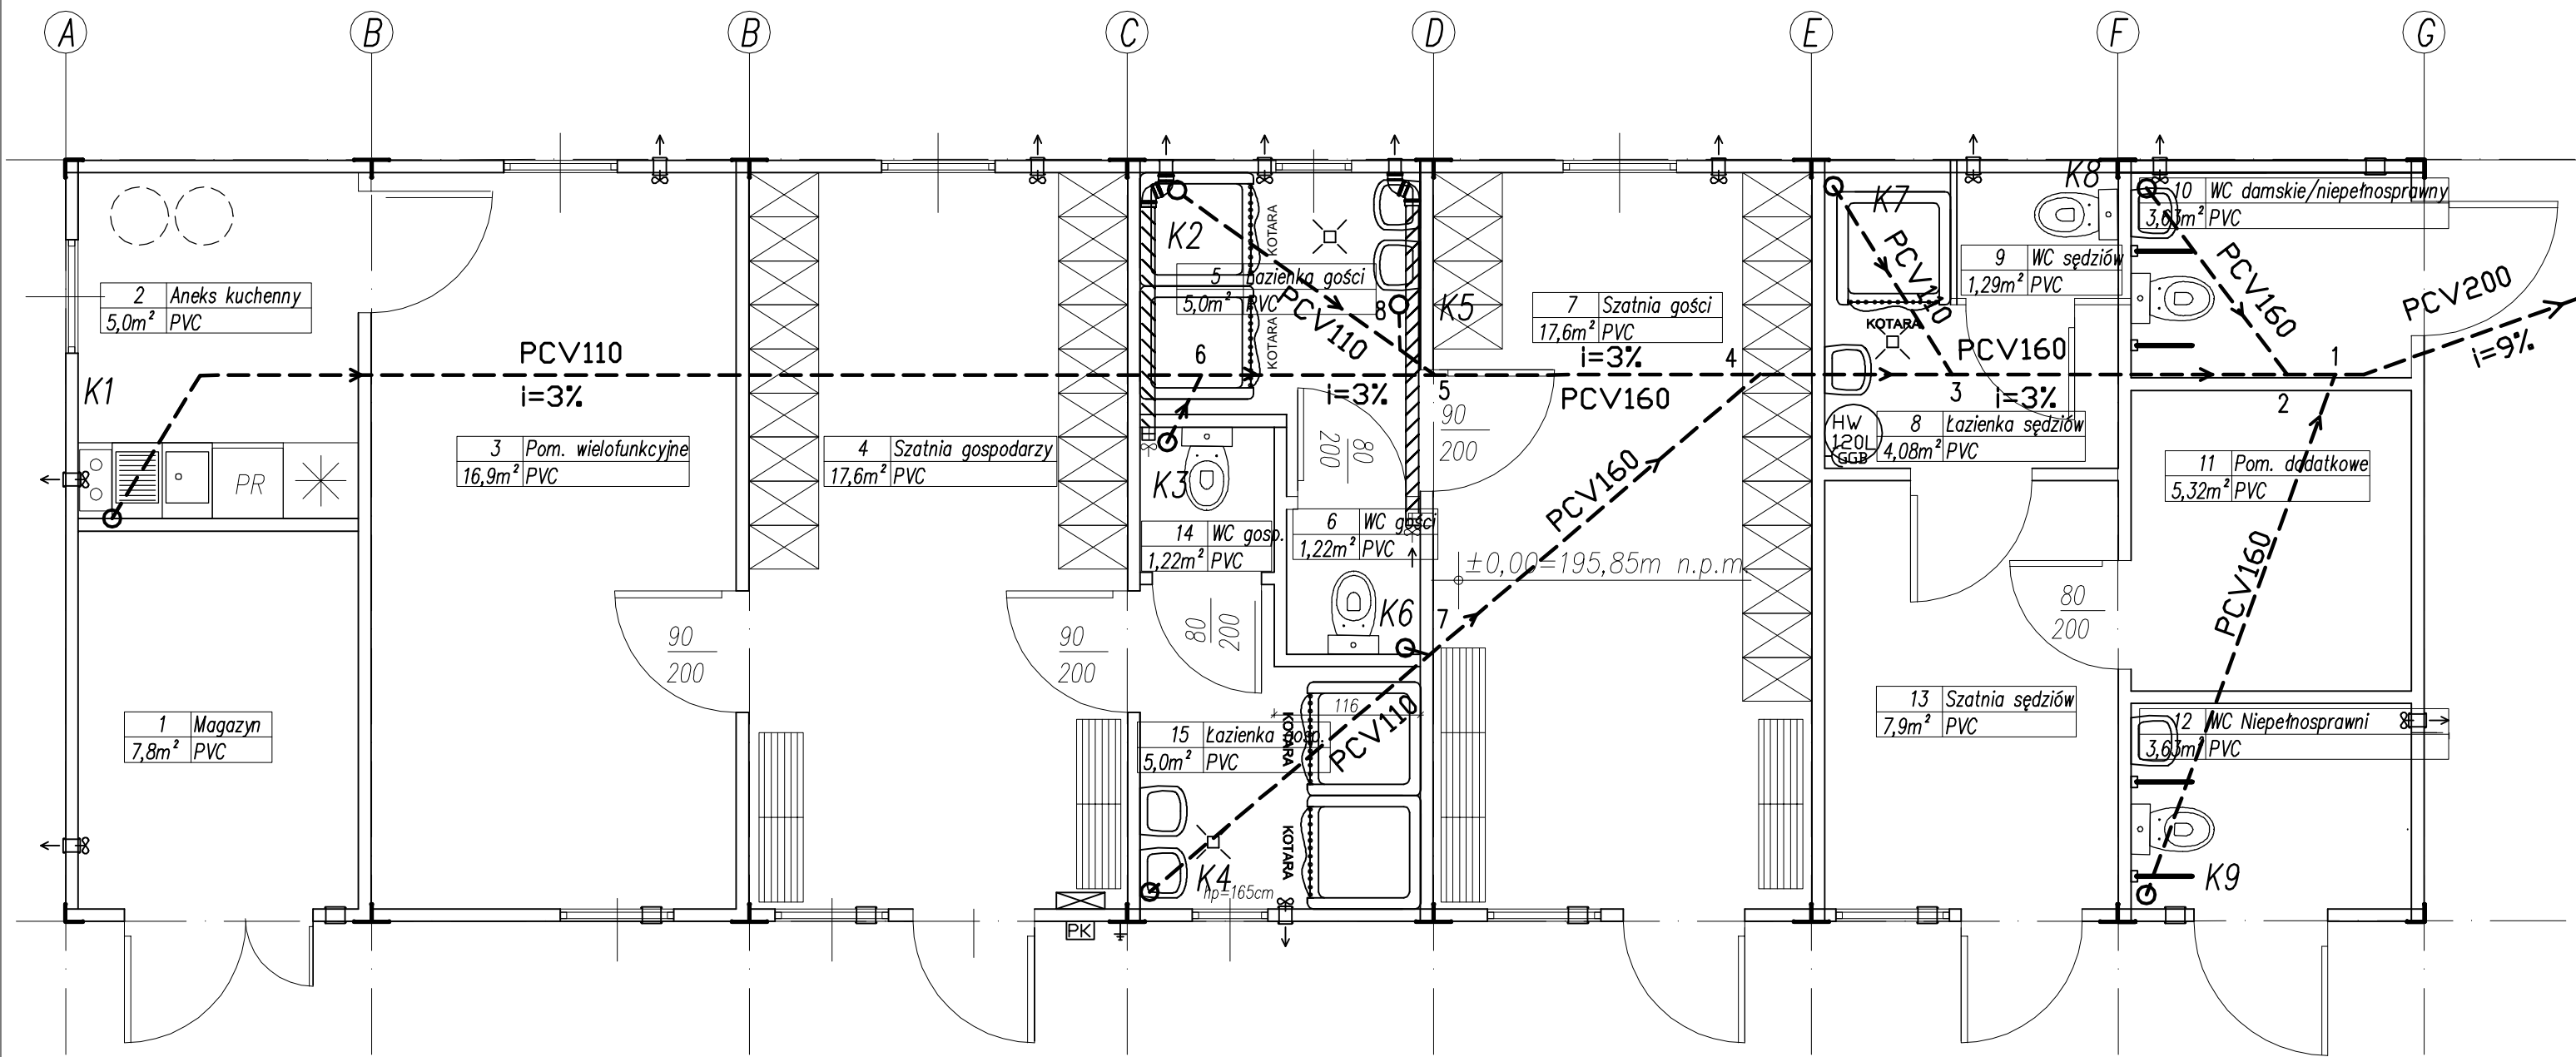 A B B C D E F G
K8
10 WC damskie/niepełnosprawny
3,63m² PVC
K7
K2
KOTARA
9 WC sędziów
1,29m² PVC
PCV110
PCV160
PCV200
i=9%
2 Aneks kuchenny
5,0m² PVC
5 Łazienka gości
5,0m² PVC
KOTARA
PCV110
8
K5
7 Szatnia gości
17,6m² PVC
KOTARA
PCV110
i=3%
6
i=3%
5
i=3%
PCV160
4
PCV160
3
i=3%
1
2
K1
90
200
80
200
HW
120L
GGB
8 Łazienka sędziów
4,08m² PVC
PR
3 Pom. wielofunkcyjne
16,9m² PVC
4 Szatnia gospodarzy
17,6m² PVC
K3
PCV160
11 Pom. dodatkowe
5,32m² PVC
14 WC gosp.
1,22m² PVC
6 WC gości
1,22m² PVC
±0,00=195,85m n.p.m.
K6
7
80
200
80
200
PCV160
90
200
90
200
1 Magazyn
7,8m² PVC
116
KOTARA
PCV110
15 Łazienka gosp.
5,0m² PVC
13 Szatnia sędziów
7,9m² PVC
12 WC Niepełnosprawni
3,63m² PVC
KOTARA
K4
hp=165cm
K9
PK